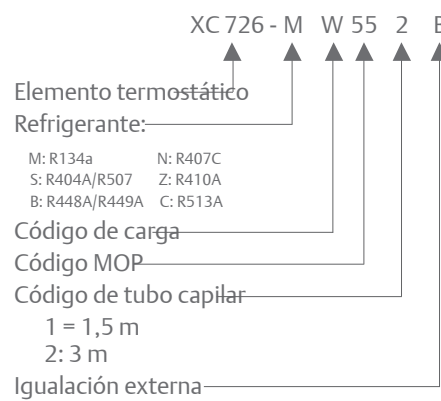 XC 726 - M W 55 2 B
Elemento termostático
Refrigerante:
M: R134a N: R407C
S: R404A/R507 Z: R410A
B: R448A/R449A C: R513A
Código de carga
Código MOP
Código de tubo capilar
1 = 1,5 m
2: 3 m
Igualación externa